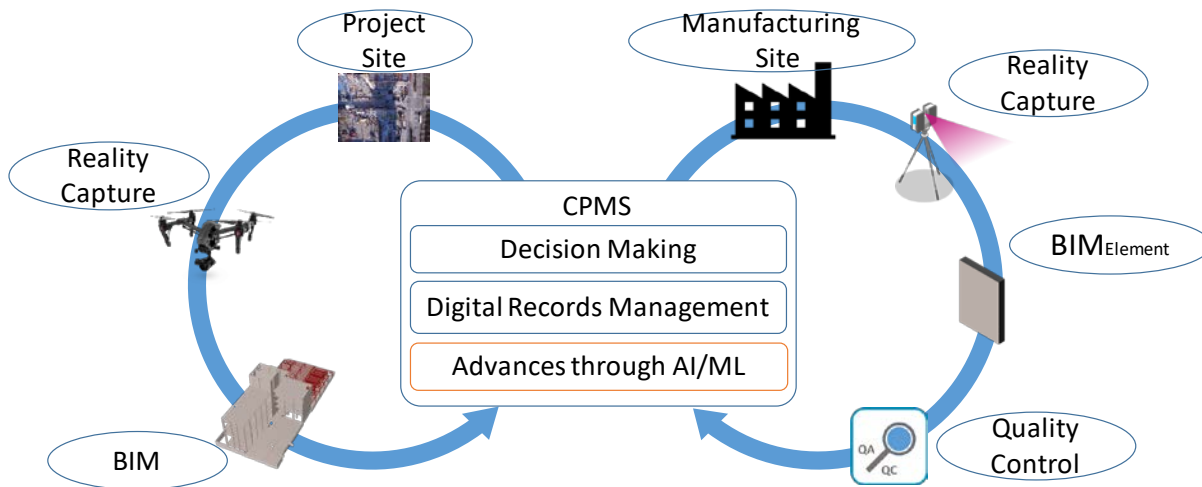 Project
Site
Manufacturing
Site
Reality
Capture
Reality
Capture
CPMS
Decision Making
Digital Records Management
Advances through AI/ML
BIMElement
BIM
QA
QC
Quality
Control